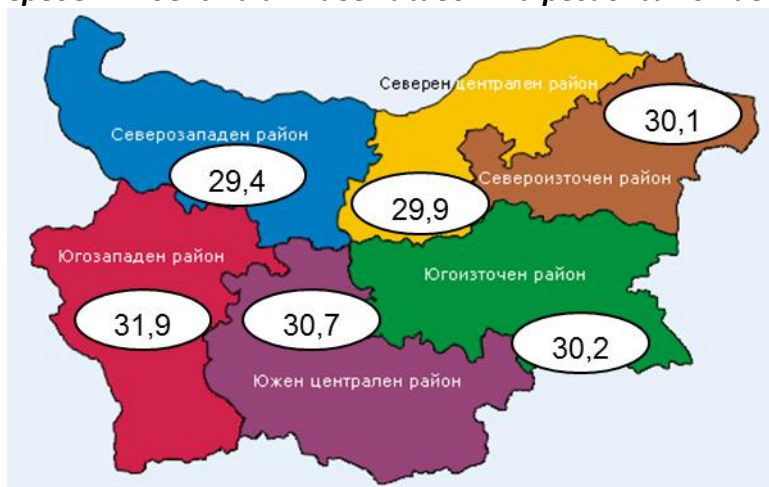 Северен централен район
30,1
Северозападен район
29,4
Североизточен район
29,9
Югозападен район
Югоизточен район
31,9
30,7
30,2
Южен централен район